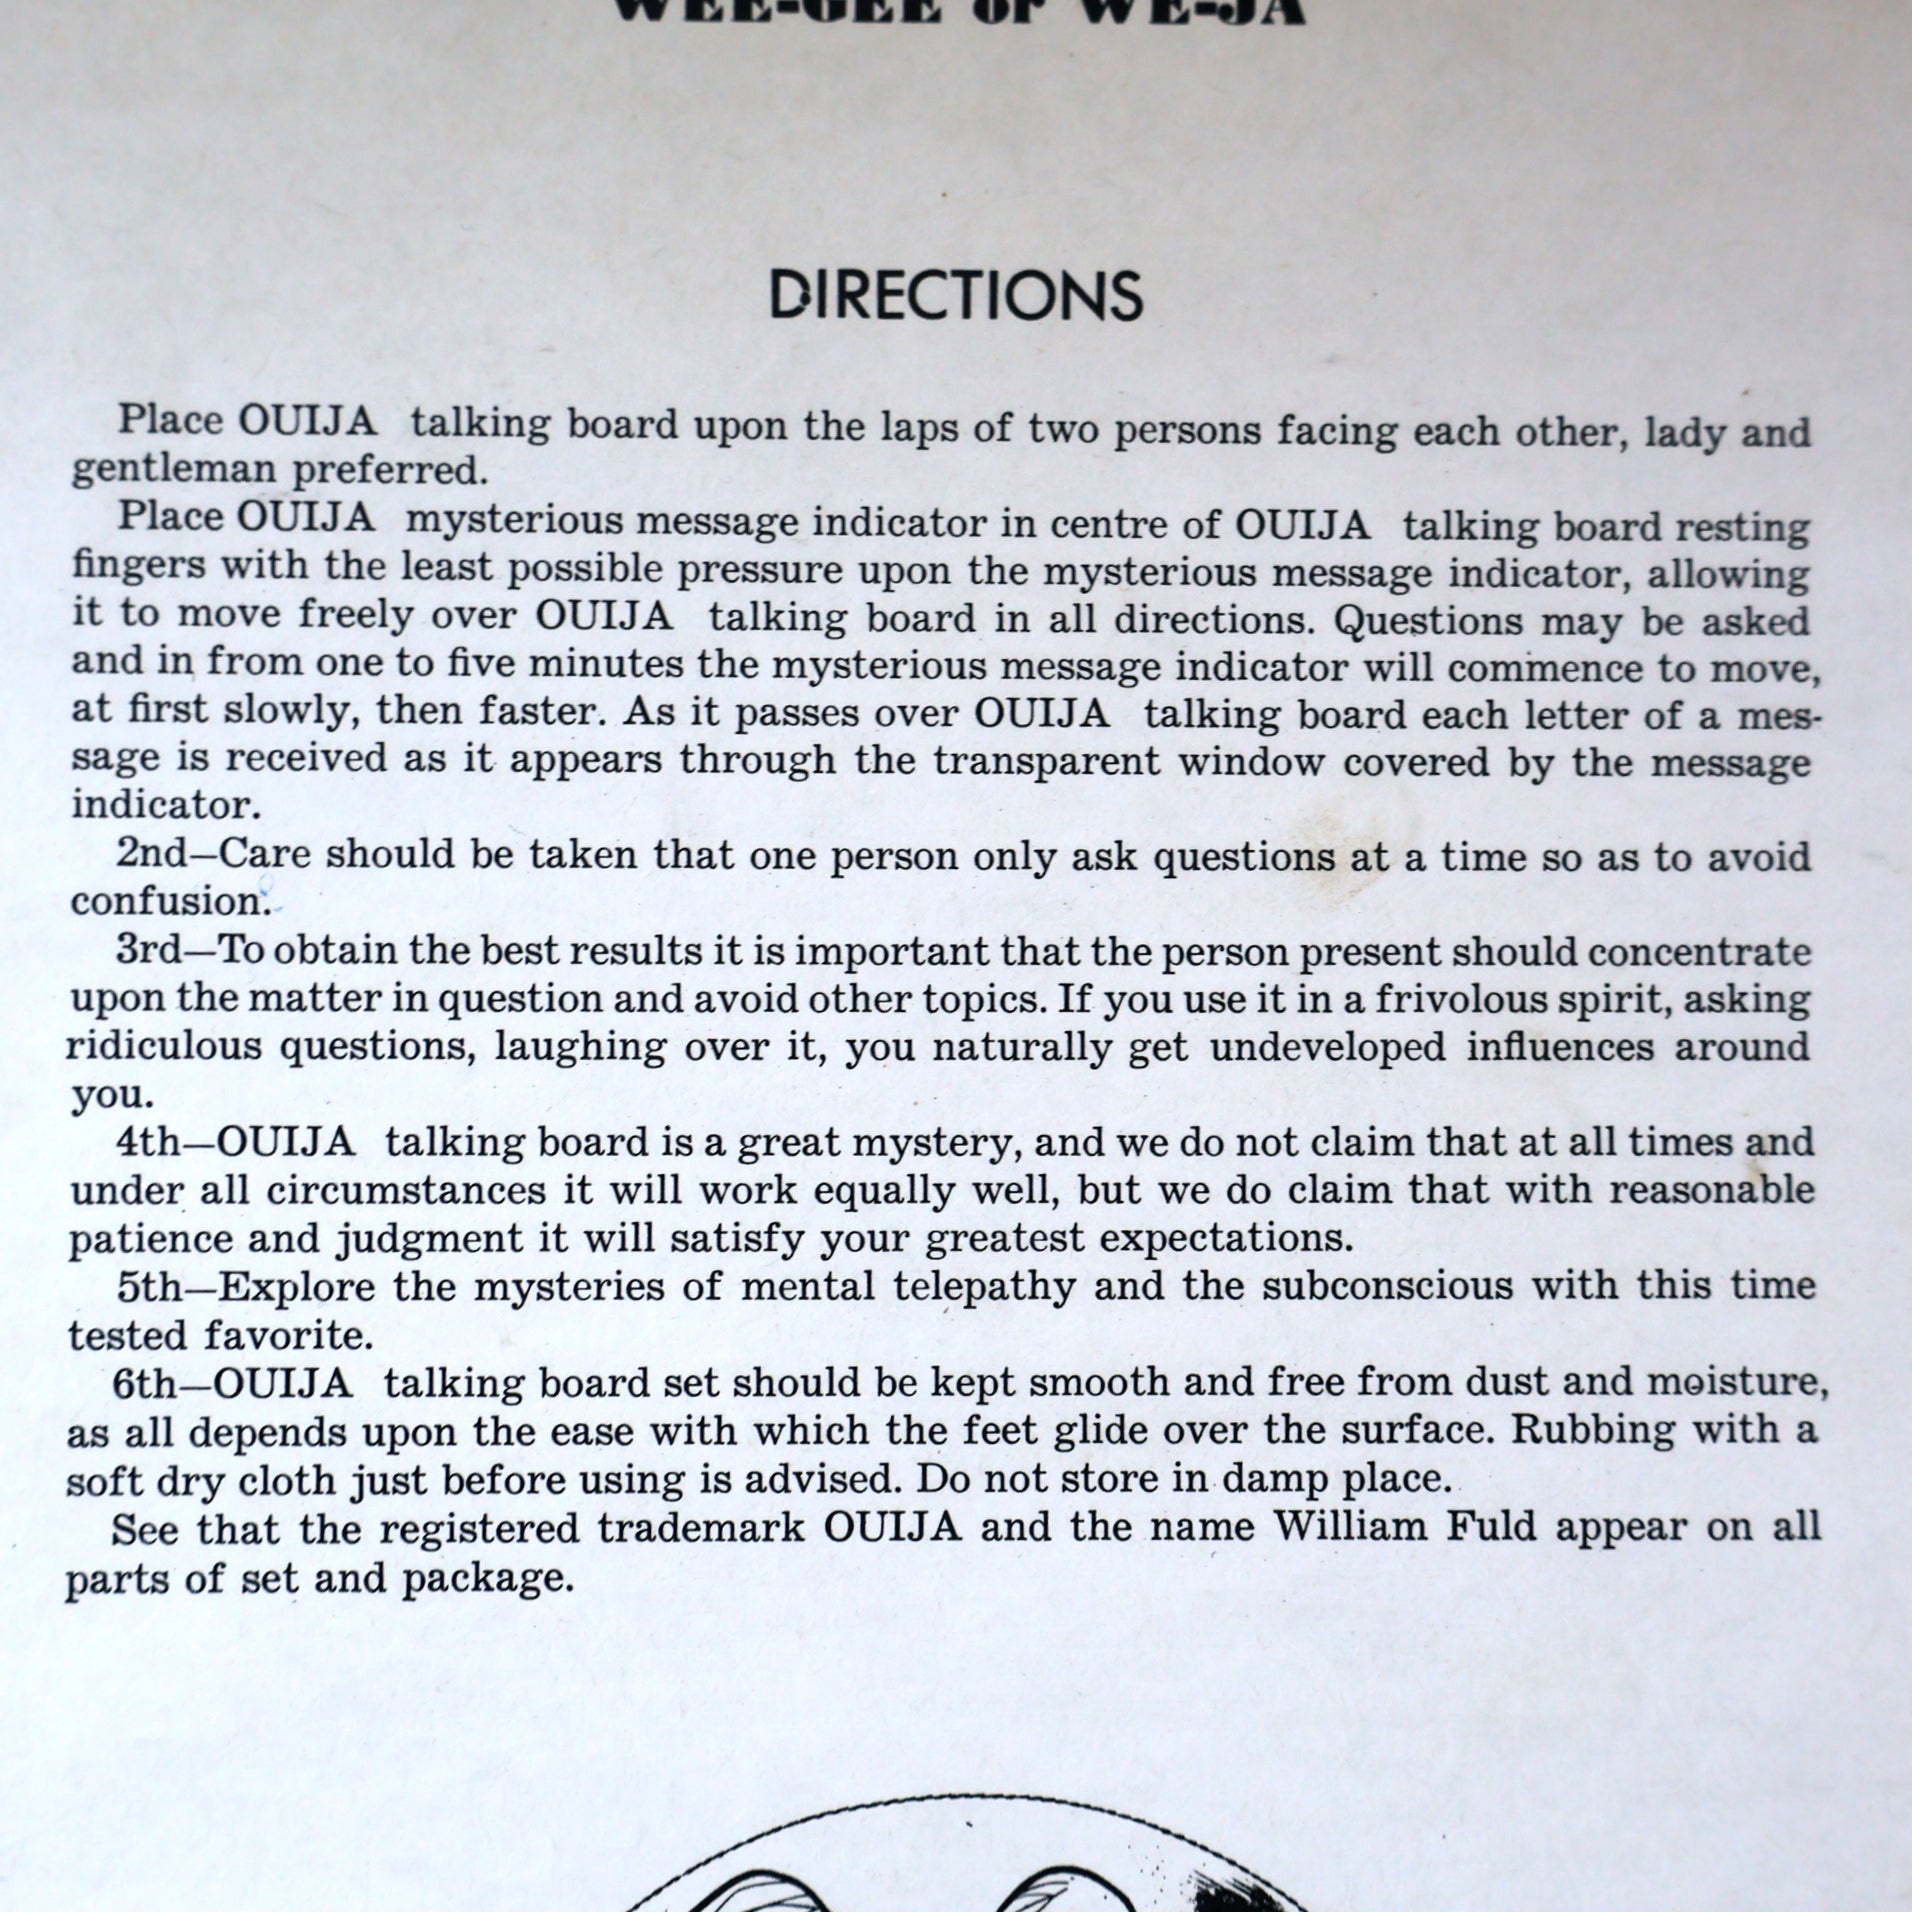 WEE-GEE or WE-JA
DIRECTIONS
Place OUIJA talking board upon the laps of two persons facing each other, lady and
gentleman preferred.
Place OUIJA mysterious message indicator in centre of OUIJA talking board resting
fingers with the least possible pressure upon the mysterious message indicator, allowing
it to move freely over OUIJA talking board in all directions. Questions may be asked
and in from one to five minutes the mysterious message indicator will commence to move,
at first slowly, then faster. As it passes over OUIJA talking board each letter of a mes-
sage is received as it appears through the transparent window covered by the message
indicator.
2nd—Care should be taken that one person only ask questions at a time so as to avoid
confusion.
3rd—To obtain the best results it is important that the person present should concentrate
upon the matter in question and avoid other topics. If you use it in a frivolous spirit, asking
ridiculous questions, laughing over it, you naturally get undeveloped influences around
you.
4th—OUIJA talking board is a great mystery, and we do not claim that at all times and
under all circumstances it will work equally well, but we do claim that with reasonable
patience and judgment it will satisfy your greatest expectations.
5th—Explore the mysteries of mental telepathy and the subconscious with this time
tested favorite.
6th—OUIJA talking board set should be kept smooth and free from dust and moisture,
as all depends upon the ease with which the feet glide over the surface. Rubbing with a
soft dry cloth just before using is advised. Do not store in damp place.
See that the registered trademark OUIJA and the name William Fuld appear on all
parts of set and package.